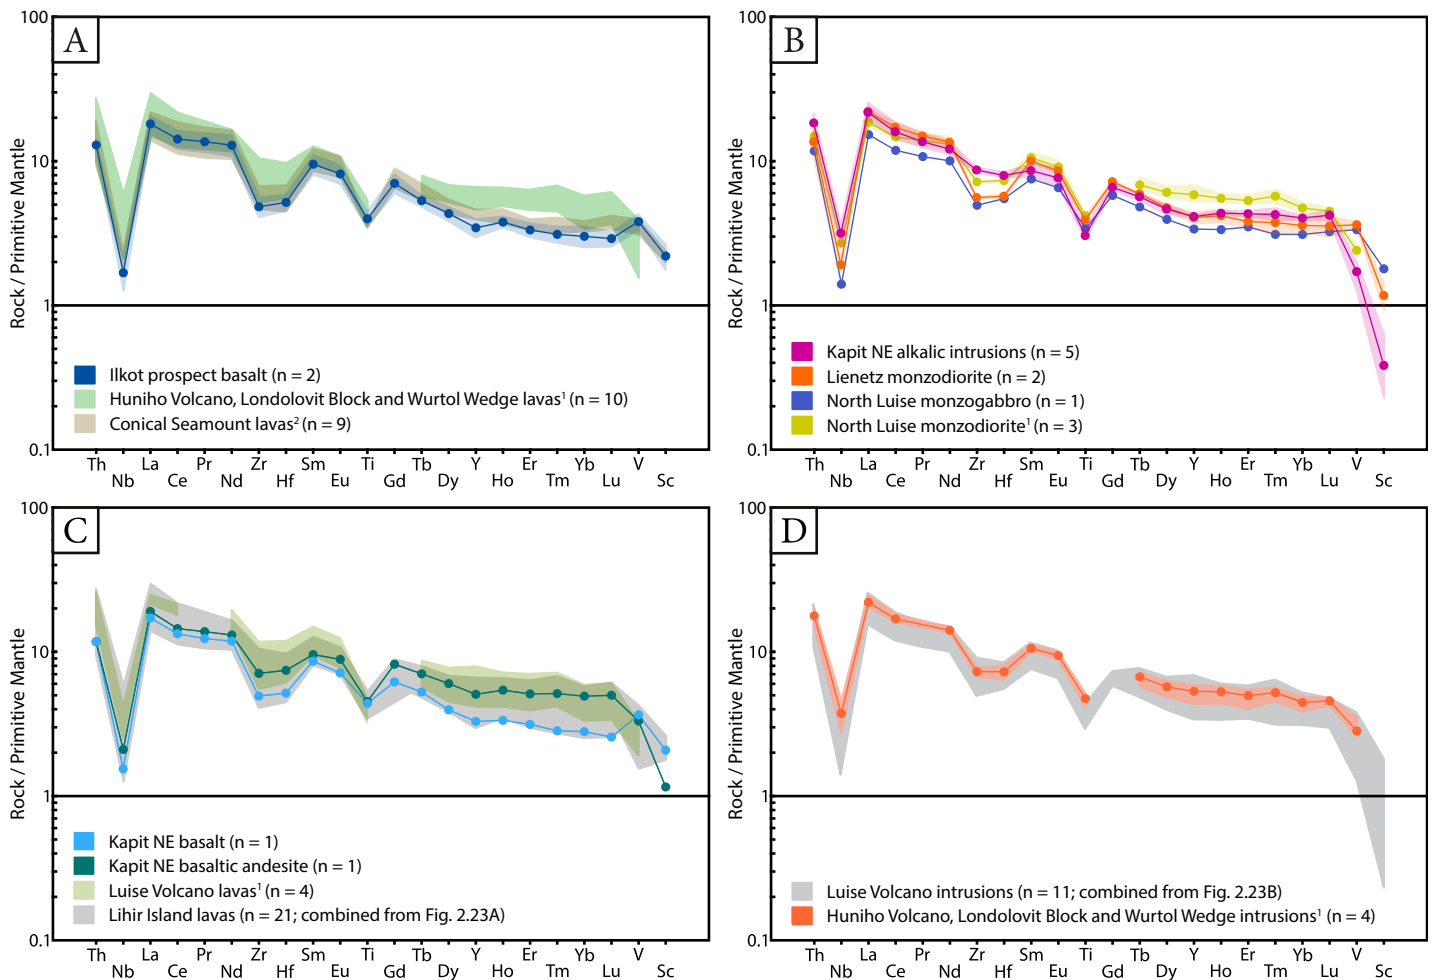 A
100
10
1
0.1
Rock / Primitive Mantle
Ilkot prospect basalt (n = 2)
Huniho Volcano, Londolovit Block and Wurtol Wedge lavas¹ (n = 10)
Conical Seamount lavas² (n = 9)
Th La Pr Zr Sm Ti Tb Y Er Yb V
Nb Ce Nd Hf Eu Gd Dy Ho Tm Lu Sc
B
100
10
1
0.1
Rock / Primitive Mantle
Kapit NE alkalic intrusions (n = 5)
Lienetz monzodiorite (n = 2)
North Luise monzogabbro (n = 1)
North Luise monzodiorite¹ (n = 3)
Th La Pr Zr Sm Ti Tb Y Er Yb V
Nb Ce Nd Hf Eu Gd Dy Ho Tm Lu Sc
C
100
10
1
0.1
Rock / Primitive Mantle
Kapit NE basalt (n = 1)
Kapit NE basaltic andesite (n = 1)
Luise Volcano lavas¹ (n = 4)
Lihir Island lavas (n = 21; combined from Fig. 2.23A)
Th La Pr Zr Sm Ti Tb Y Er Yb V
Nb Ce Nd Hf Eu Gd Dy Ho Tm Lu Sc
D
100
10
1
0.1
Rock / Primitive Mantle
Luise Volcano intrusions (n = 11; combined from Fig. 2.23B)
Huniho Volcano, Londolovit Block and Wurtol Wedge intrusions¹ (n = 4)
Th La Pr Zr Sm Ti Tb Y Er Yb V
Nb Ce Nd Hf Eu Gd Dy Ho Tm Lu Sc